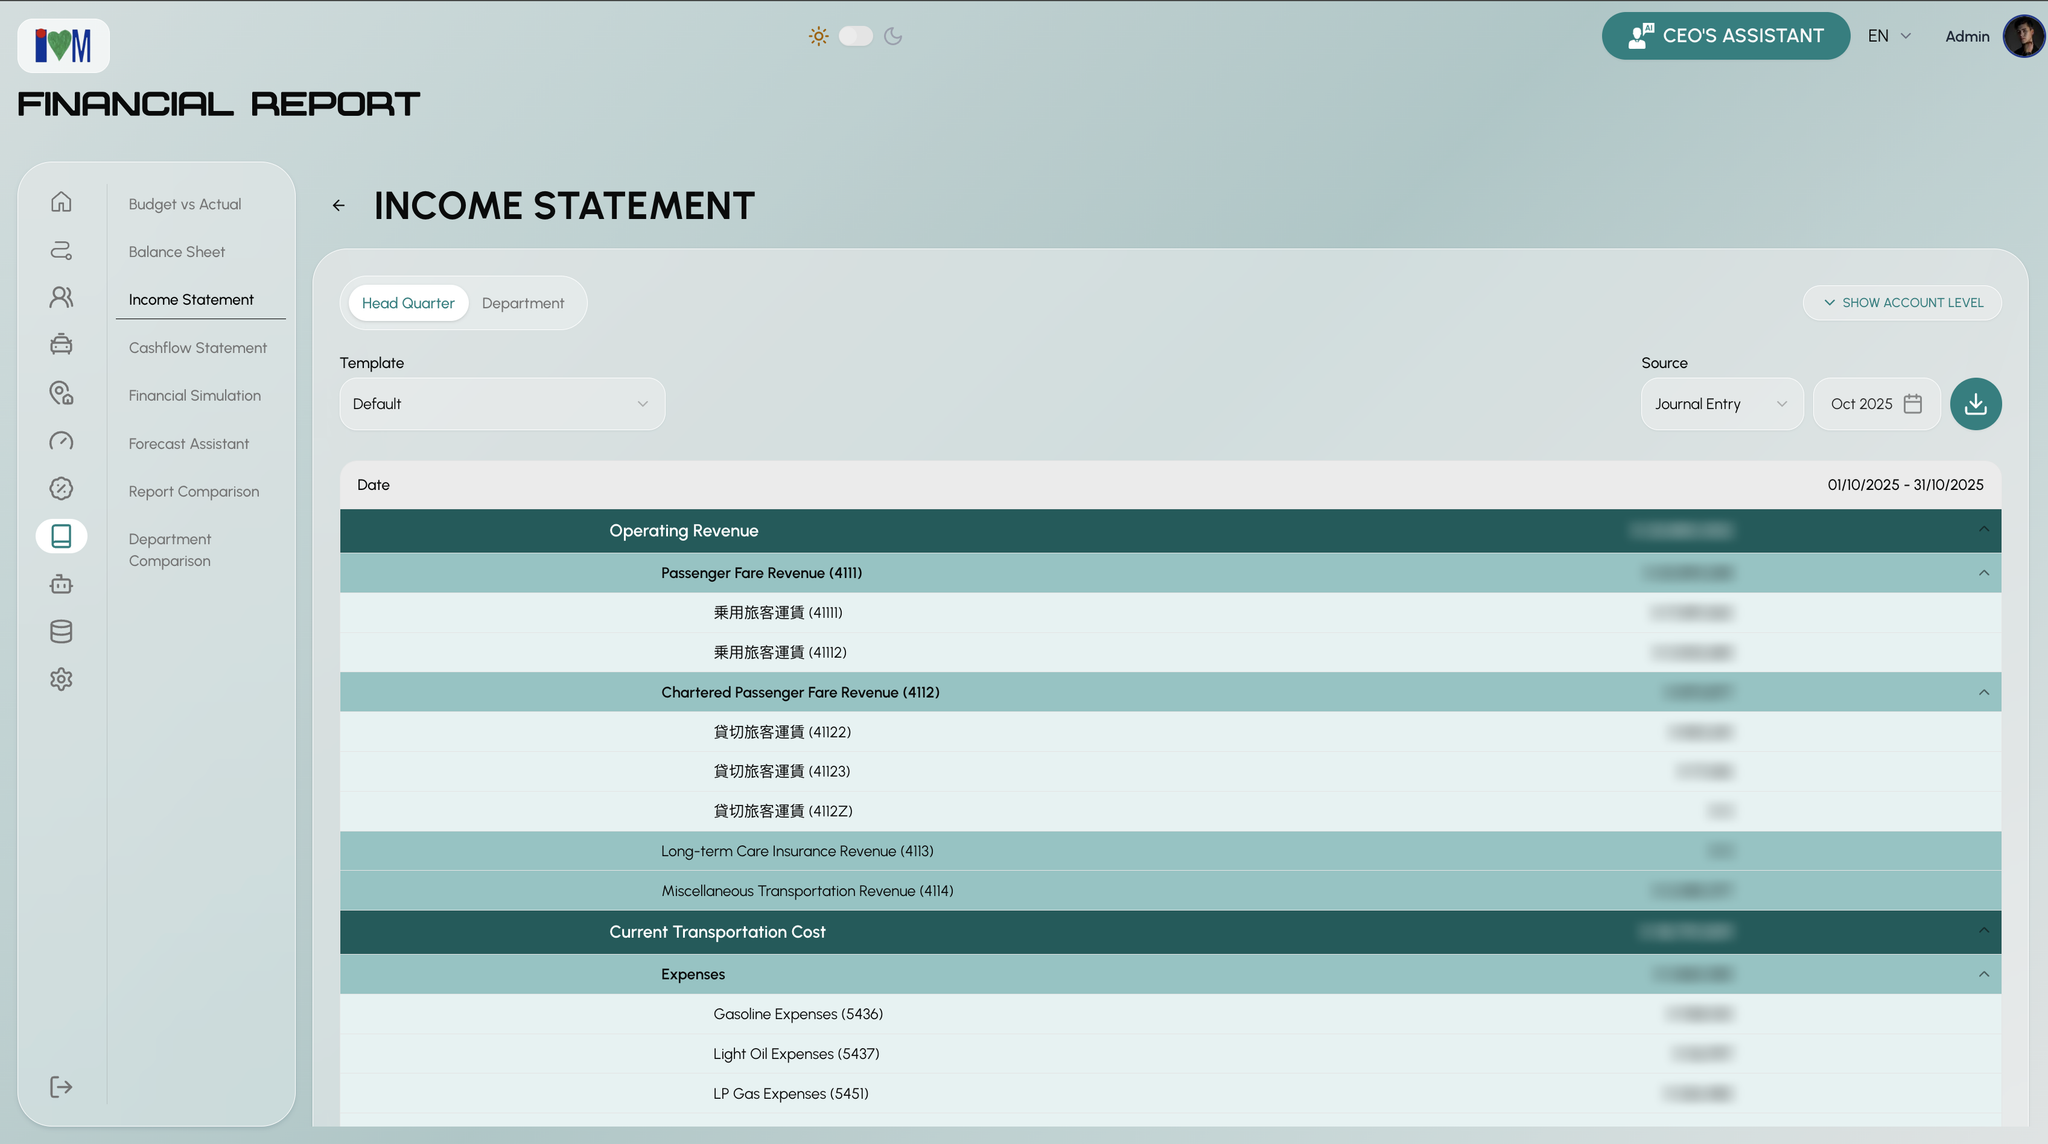 I M
CEO'S ASSISTANT
EN
Admin
FINANCIAL REPORT
Budget vs Actual
Balance Sheet
Income Statement
Cashflow Statement
Financial Simulation
Forecast Assistant
Report Comparison
Department
Comparison
INCOME STATEMENT
Head Quarter
Department
SHOW ACCOUNT LEVEL
Template
Default
Source
Journal Entry
Oct 2025
Date
01/10/2025 - 31/10/2025
Operating Revenue
Passenger Fare Revenue (4111)
乗用旅客運賃 (41111)
乗用旅客運賃 (41112)
Chartered Passenger Fare Revenue (4112)
貸切旅客運賃 (41122)
貸切旅客運賃 (41123)
貸切旅客運賃 (4112Z)
Long-term Care Insurance Revenue (4113)
Miscellaneous Transportation Revenue (4114)
Current Transportation Cost
Expenses
Gasoline Expenses (5436)
Light Oil Expenses (5437)
LP Gas Expenses (5451)